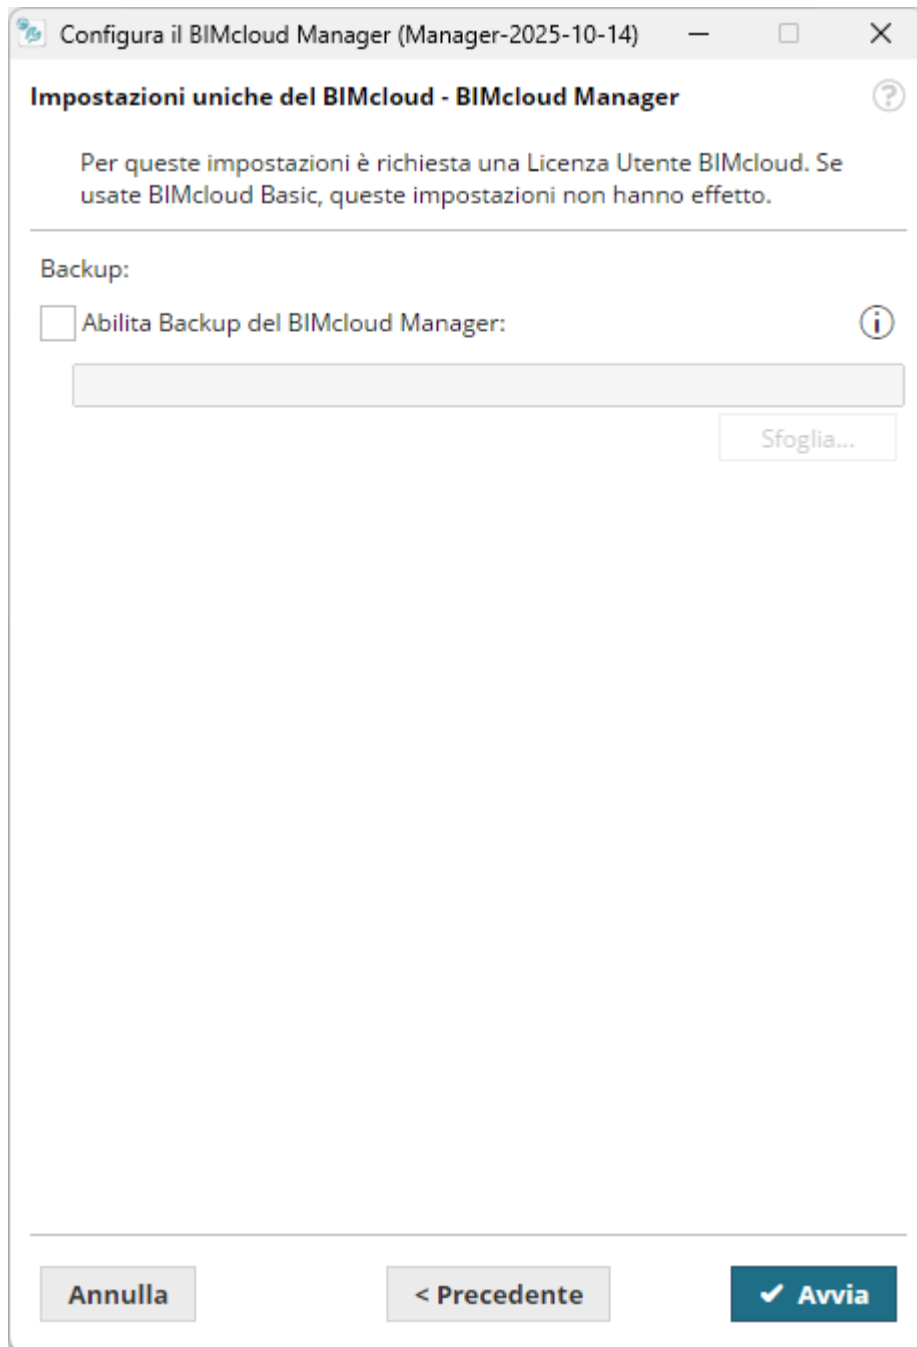 Configura il BIMcloud Manager (Manager-2025-10-14)
Impostazioni uniche del BIMcloud - BIMcloud Manager
Per queste impostazioni è richiesta una Licenza Utente BIMcloud. Se
usate BIMcloud Basic, queste impostazioni non hanno effetto.
Backup:
Abilita Backup del BIMcloud Manager:
Sfoglia...
Annulla
< Precedente
Avvia